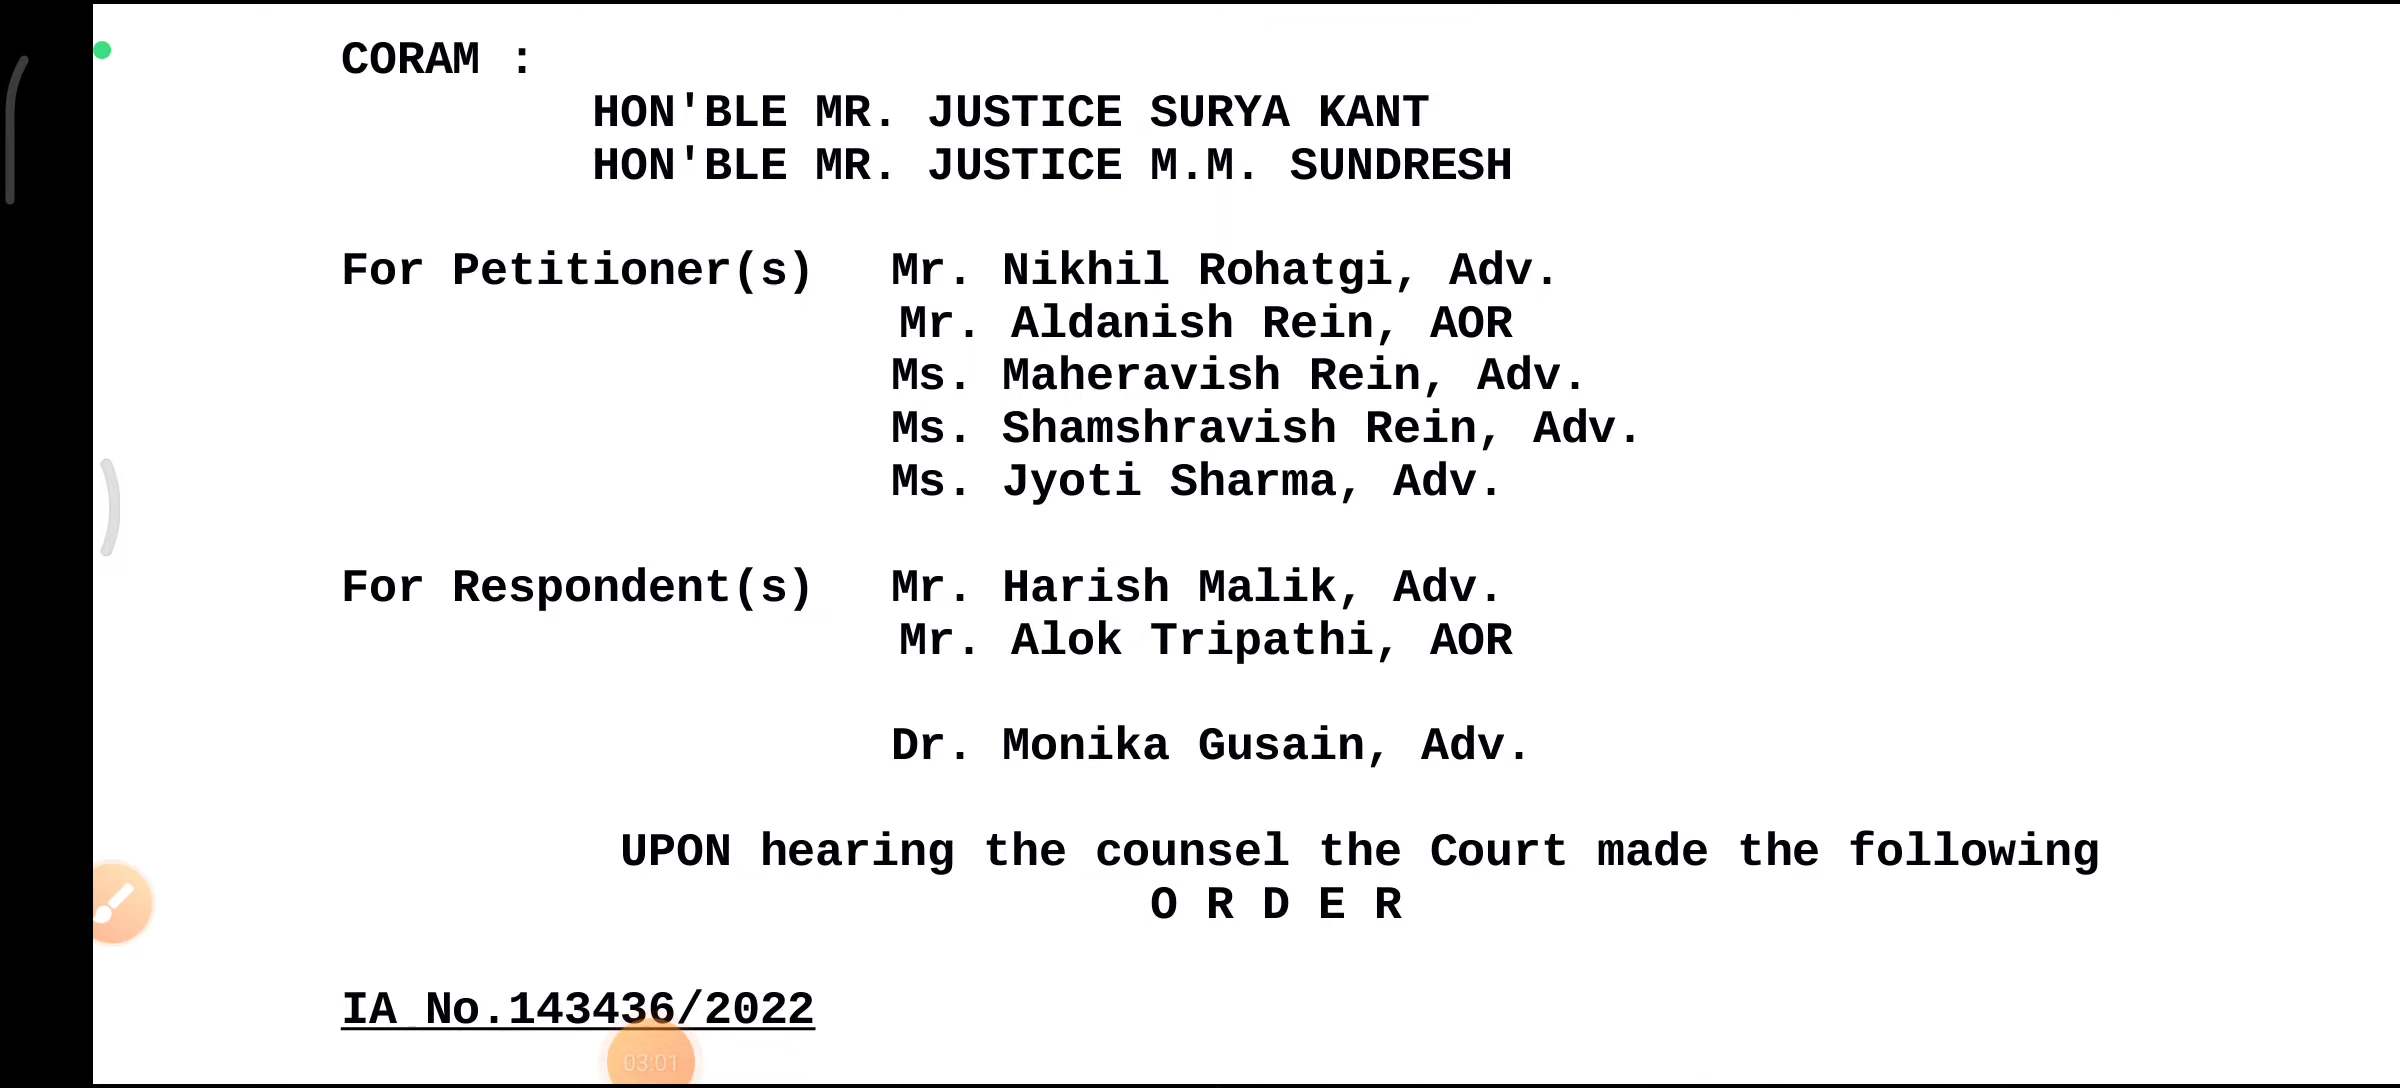 CORAM :
HON'BLE MR. JUSTICE SURYA KANT
HON'BLE MR. JUSTICE M.M. SUNDRESH
For Petitioner(s) Mr. Nikhil Rohatgi, Adv.
Mr. Aldanish Rein, AOR
Ms. Maheravish Rein, Adv.
Ms. Shamshravish Rein, Adv.
Ms. Jyoti Sharma, Adv.
For Respondent(s) Mr. Harish Malik, Adv.
Mr. Alok Tripathi, AOR
Dr. Monika Gusain, Adv.
UPON hearing the counsel the Court made the following
O R D E R
IA No.143436/2022
03:01